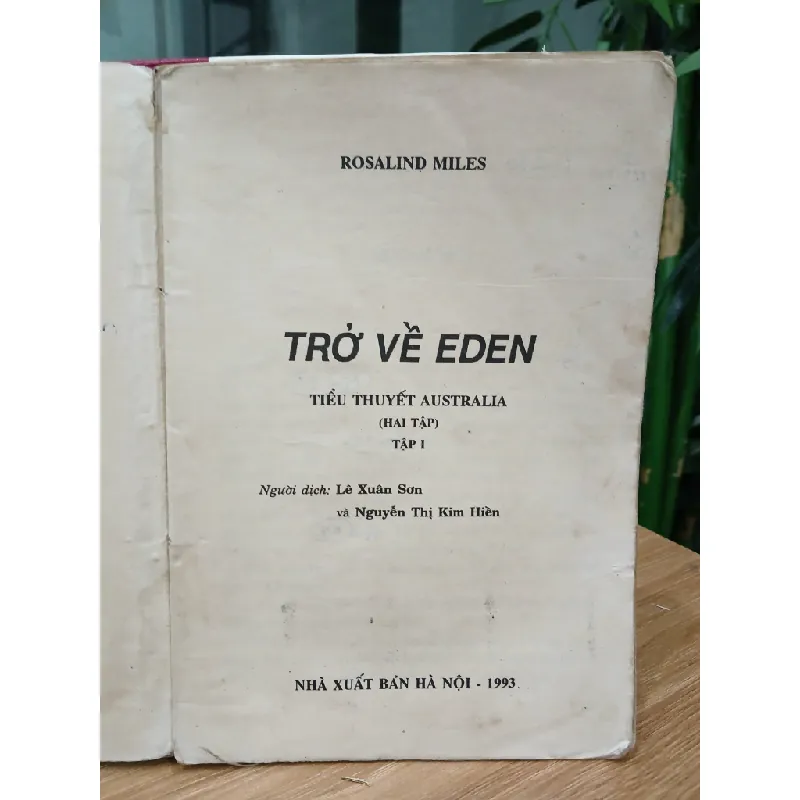 ROSALIND MILES
TRỞ VỀ EDEN
TIỂU THUYẾT AUSTRALIA
(HAI TẬP)
TẬP I
Người dịch: Lê Xuân Sơn
và Nguyễn Thị Kim Hiền
NHÀ XUẤT BẢN HÀ NỘI - 1993